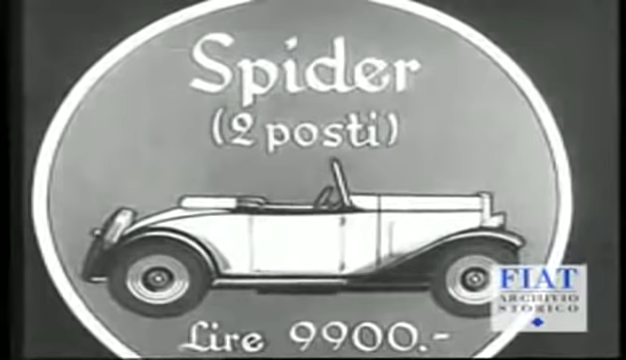 Spider
(2 posti)
Lire 9900.-
FIAT
ARCHIVIO
STORICO